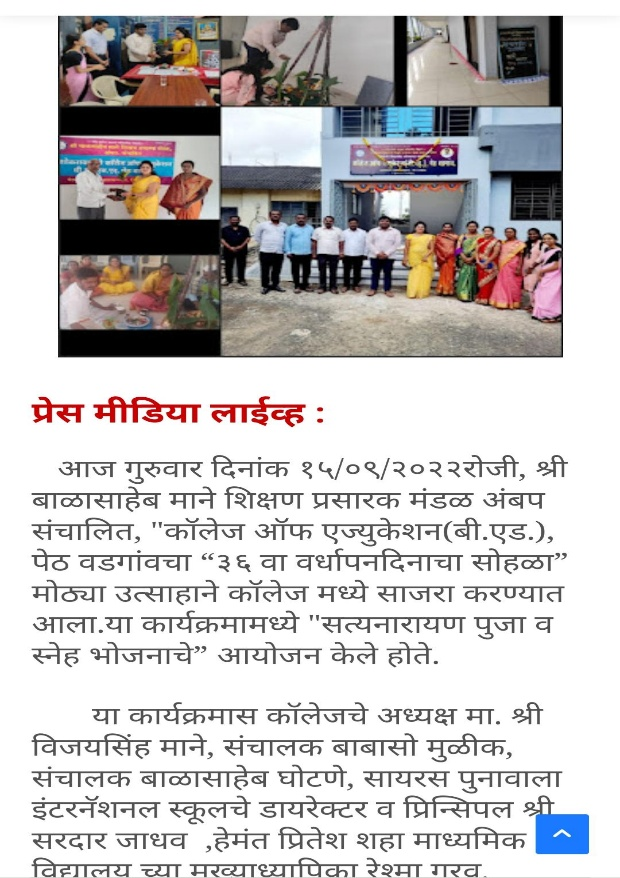 प्रेस मीडिया लाईव्ह :
आज गुरुवार दिनांक १५/०९/२०२२रोजी, श्री
बाळासाहेब माने शिक्षण प्रसारक मंडळ अंबप
संचालित, "कॉलेज ऑफ एज्युकेशन(बी.एड.),
पेठ वडगांवचा “३६ वा वर्धापनदिनाचा सोहळा”
मोठ्या उत्साहाने कॉलेज मध्ये साजरा करण्यात
आला.या कार्यक्रमामध्ये "सत्यनारायण पुजा व
स्नेह भोजनाचे” आयोजन केले होते.
या कार्यक्रमास कॉलेजचे अध्यक्ष मा. श्री
विजयसिंह माने, संचालक बाबासो मुळीक,
संचालक बाळासाहेब घोटणे, सायरस पुनावाला
इंटरनॅशनल स्कूलचे डायरेक्टर व प्रिन्सिपल श्री
सरदार जाधव ,हेमंत प्रितेश शहा माध्यमिक
विद्यालय च्या मुख्याध्यापिका रेश्मा गुरव,